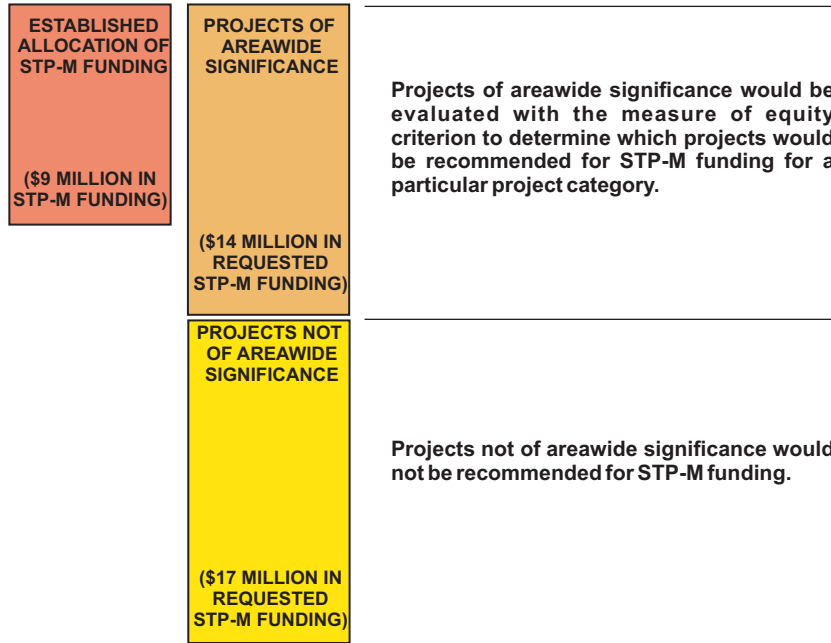 ESTABLISHED
ALLOCATION OF
STP-M FUNDING
($9 MILLION IN
STP-M FUNDING)
PROJECTS OF
AREAWIDE
SIGNIFICANCE
($14 MILLION IN
REQUESTED
STP-M FUNDING)
Projects of areawide significance would be
evaluated with the measure of equity
criterion to determine which projects would
be recommended for STP-M funding for a
particular project category.
PROJECTS NOT
OF AREAWIDE
SIGNIFICANCE
($17 MILLION IN
REQUESTED
STP-M FUNDING)
Projects not of areawide significance would
not be recommended for STP-M funding.